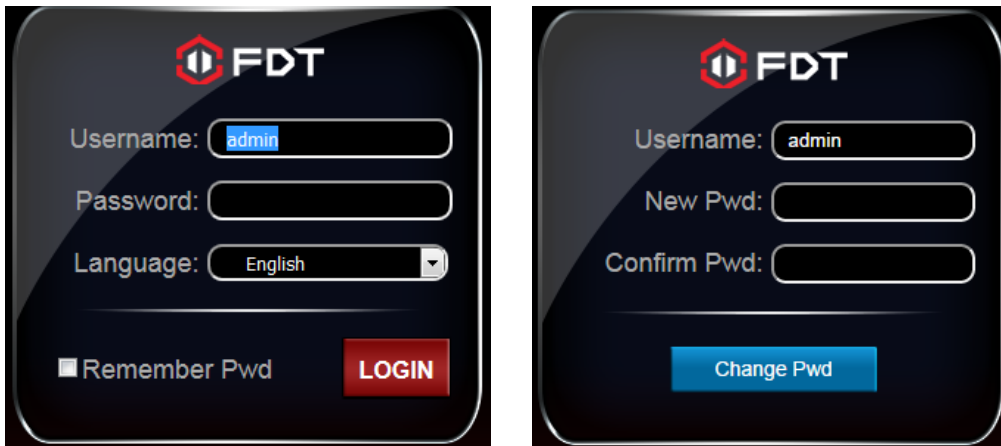 FDT
Username: admin
Password:
Language: English
Remember Pwd LOGIN
FDT
Username: admin
New Pwd:
Confirm Pwd:
Change Pwd